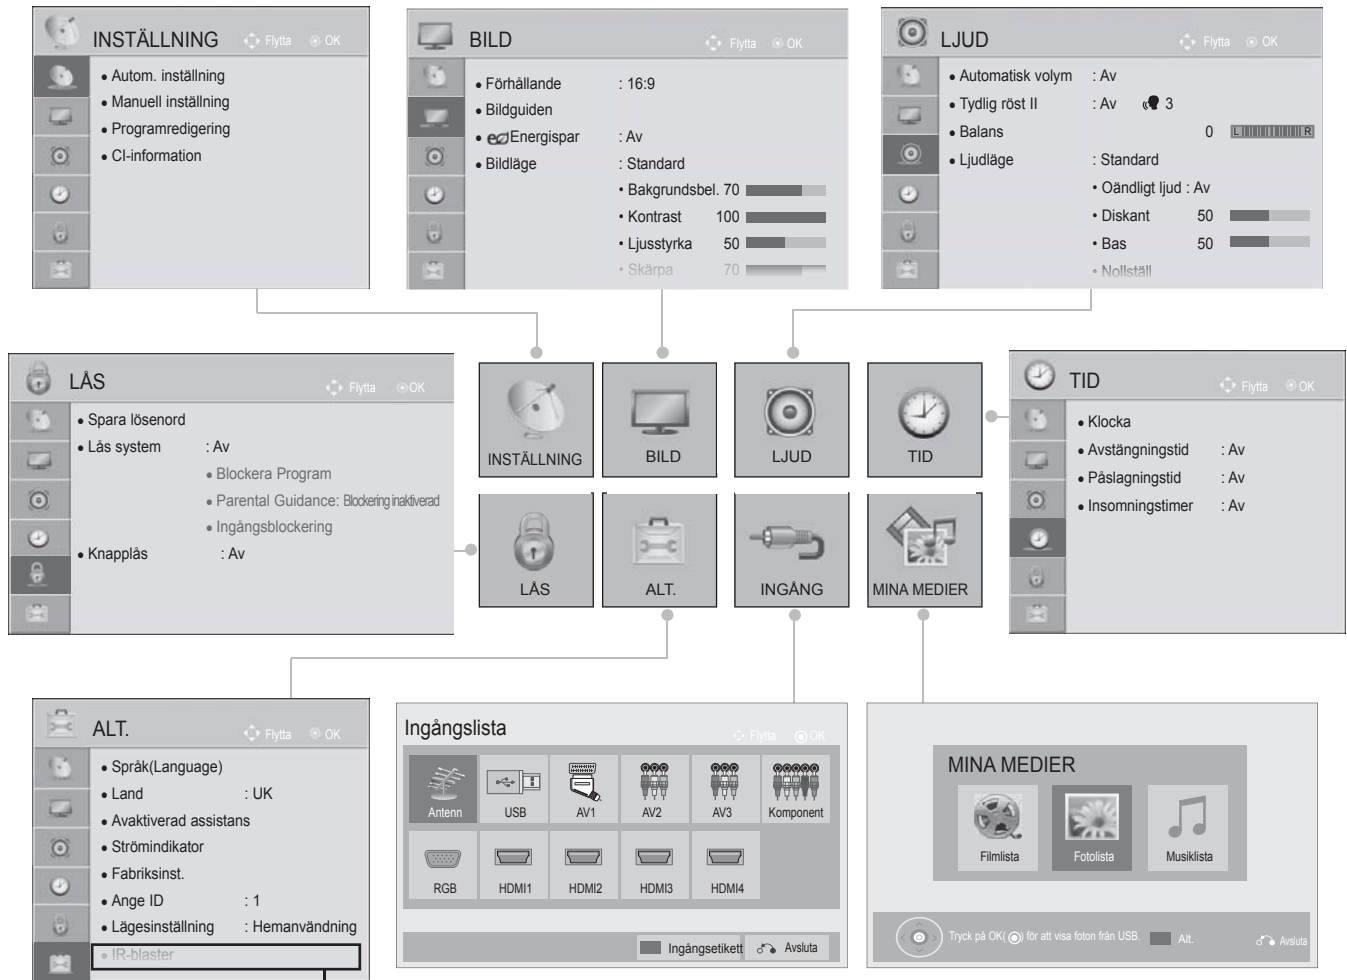 INSTÄLLNING Flytta OK
• Autom. inställning
• Manuell inställning
• Programredigering
• CI-information
BILD Flytta OK
• Förhållande : 16:9
• Bildguiden
• eco Energispar : Av
• Bildläge : Standard
• Bakgrundsbel. 70
• Kontrast 100
• Ljusstyrka 50
• Skärpa 70
LJUD Flytta OK
• Automatisk volym : Av
• Tydlig röst II : Av 3
• Balans 0 L R
• Ljudläge : Standard
• Oändligt ljud : Av
• Diskant 50
• Bas 50
• Nollställ
LÅS Flytta OK
• Spara lösenord
• Lås system : Av
• Blockera Program
• Parental Guidance: Blockering inaktiverad
• Ingångsblockering
• Knapplås : Av
INSTÄLLNING
BILD
LJUD
TID
LÅS
ALT.
INGÅNG
MINA MEDIER
TID Flytta OK
• Klocka
• Avstängningstid : Av
• Påslagningstid : Av
• Insomningstimer : Av
ALT. Flytta OK
• Språk(Language)
• Land : UK
• Avaktiverad assistans
• Strömindikator
• Fabriksinst.
• Ange ID : 1
• Lägesinställning : Hemanvändning
• IR-blaster
Ingångslista Flytta OK
Antenn USB AV1 AV2 AV3 Komponent
RGB HDMI1 HDMI2 HDMI3 HDMI4
Ingångsetikett Avsluta
MINA MEDIER
Filmlista Fotolista Musiklista
Tryck på OK( ) för att visa foton från USB. Alt. Avsluta